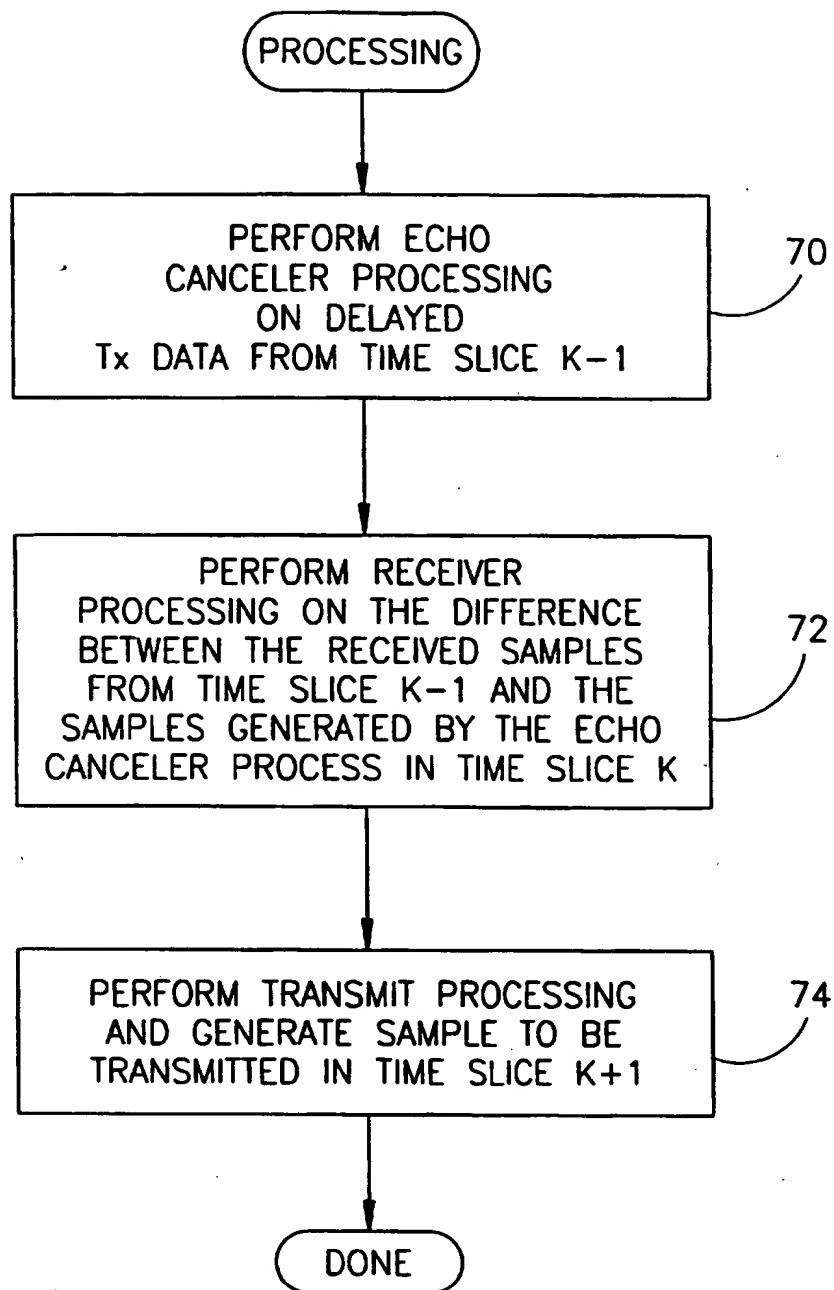 PROCESSING
PERFORM ECHO
CANCELER PROCESSING
ON DELAYED
Tx DATA FROM TIME SLICE K-1
70
PERFORM RECEIVER
PROCESSING ON THE DIFFERENCE
BETWEEN THE RECEIVED SAMPLES
FROM TIME SLICE K-1 AND THE
SAMPLES GENERATED BY THE ECHO
CANCELER PROCESS IN TIME SLICE K
72
PERFORM TRANSMIT PROCESSING
AND GENERATE SAMPLE TO BE
TRANSMITTED IN TIME SLICE K+1
74
DONE